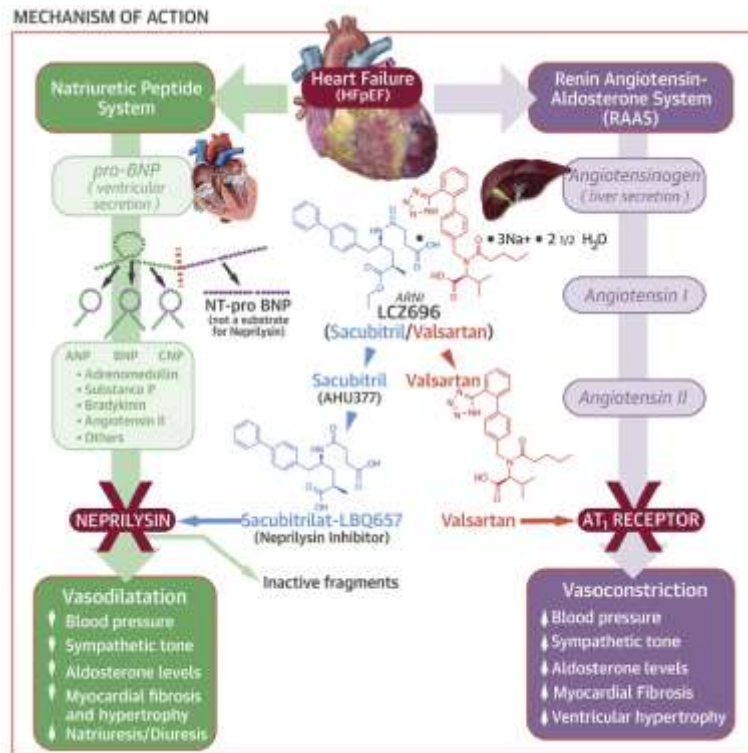 MECHANISM OF ACTION
Heart Failure
(HFpEF)
Natriuretic Peptide
System
Renin Angiotensin-
Aldosterone System
(RAAS)
pro-BNP
(ventricular
secretion)
Angiotensinogen
(liver secretion)
• 3Na+ • 2 1/2 H2O
NT-pro BNP
(not a substrate
for Neprilysin)
ARNI
LCZ696
(Sacubitril/Valsartan)
Angiotensin I
ANP BNP CNP
• Adrenomedullin
• Substance P
• Bradykinin
• Angiotensin II
• Others
Sacubitril
(AHU377)
Valsartan
Angiotensin II
NEPRILYSIN
Sacubitrilat-LBQ657
(Neprilysin Inhibitor)
Valsartan
AT1 RECEPTOR
Inactive fragments
Vasodilatation
Blood pressure
Sympathetic tone
Aldosterone levels
Myocardial fibrosis
and hypertrophy
Natriuresis/Diuresis
Vasoconstriction
Blood pressure
Sympathetic tone
Aldosterone levels
Myocardial Fibrosis
Ventricular hypertrophy